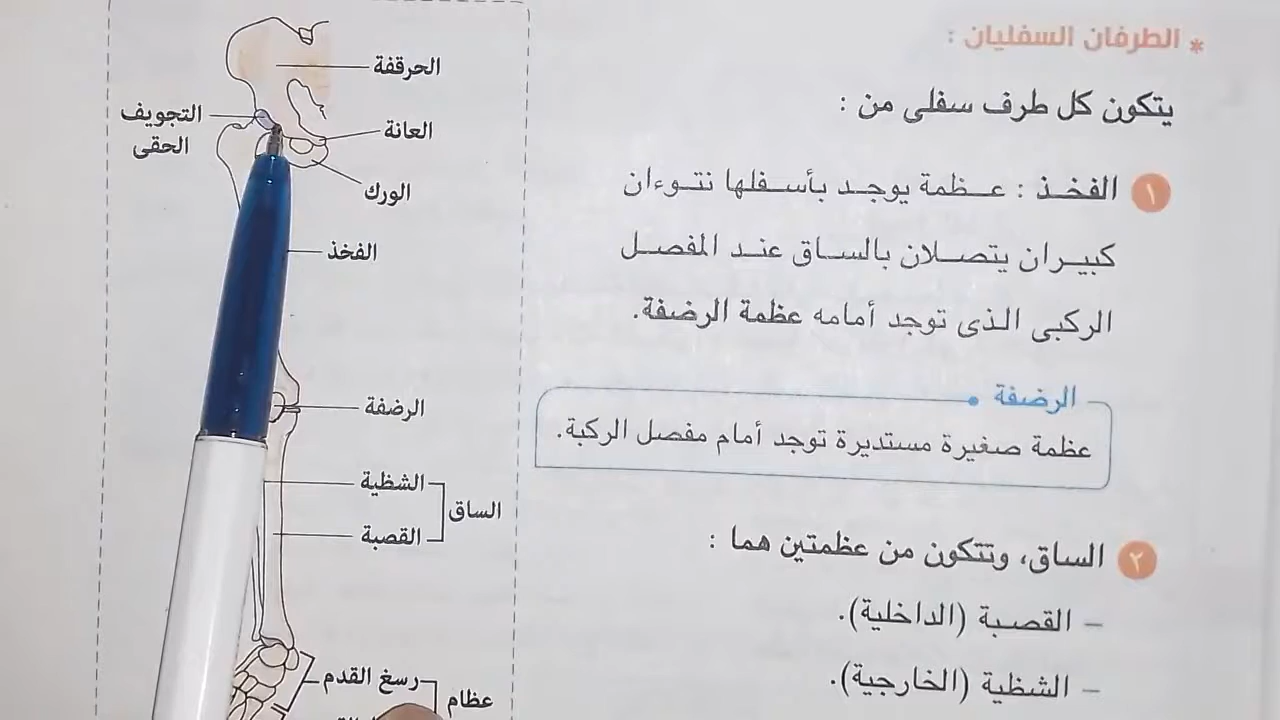 * الطرفان السفليان :
يتكون كل طرف سفلى من :
١ الفخذ : عظمة يوجد بأسفلها نتوءان
كبيران يتصلان بالساق عند المفصل
الركبى الذى توجد أمامه عظمة الرضفة.
الرضفة
عظمة صغيرة مستديرة توجد أمام مفصل الركبة.
٢ الساق، وتتكون من عظمتين هما :
– القصبة (الداخلية).
– الشظية (الخارجية).
الحرقفة
التجويف
الحقى
العانة
الورك
الفخذ
الرضفة
الشظية
الساق
القصبة
رسغ القدم
عظام